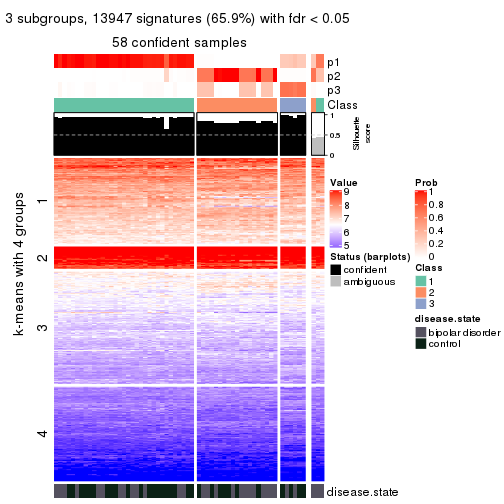 3 subgroups, 13947 signatures (65.9%) with fdr < 0.05
58 confident samples
p1
p2
p3
Class
1
0.5
0
Silhouette
score
k-means with 4 groups
1
2
3
4
disease.state
Value
9
8
7
6
5
Status (barplots)
confident
ambiguous
Prob
1
0.8
0.6
0.4
0.2
0
Class
1
2
3
disease.state
bipolar disorder
control